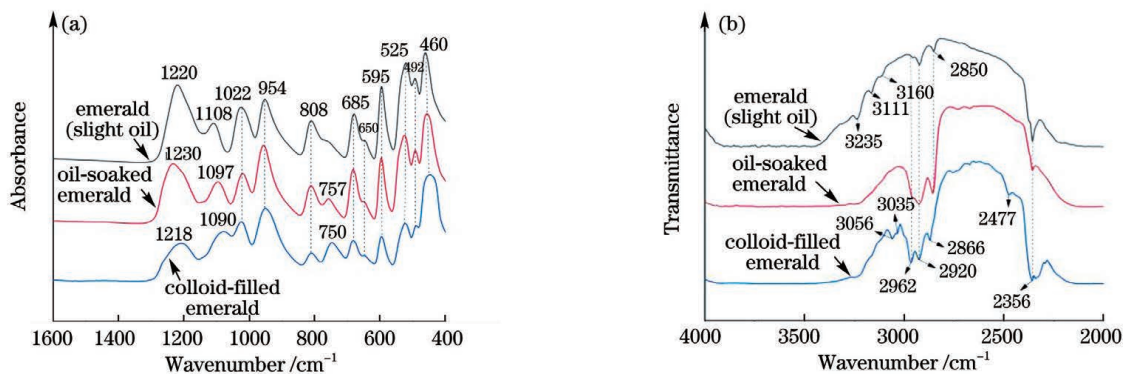 (a)
1220
1108
1022
954
808
685
650
595
525
492
460
emerald
(slight oil)
1230
1097
757
oil-soaked
emerald
1218
1090
750
colloid-filled
emerald
Absorbance
1600 1400 1200 1000 800 600 400
Wavenumber /cm⁻¹
(b)
2850
3160
3111
3235
emerald
(slight oil)
oil-soaked
emerald
3035
3056
2477
2866
2920
2962
2356
colloid-filled
emerald
Transmittance
4000 3500 3000 2500 2000
Wavenumber /cm⁻¹